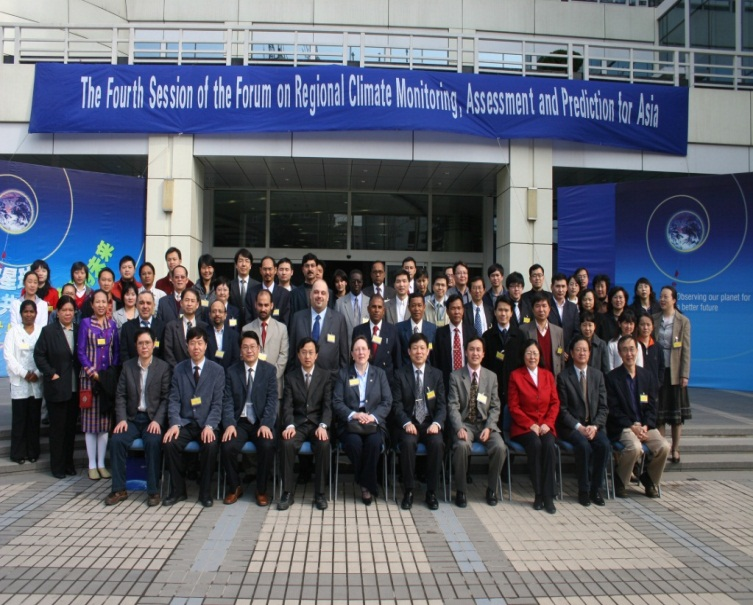 The Fourth Session of the Forum on Regional Climate Monitoring, Assessment and Prediction for Asia
Observing our planet for
better future